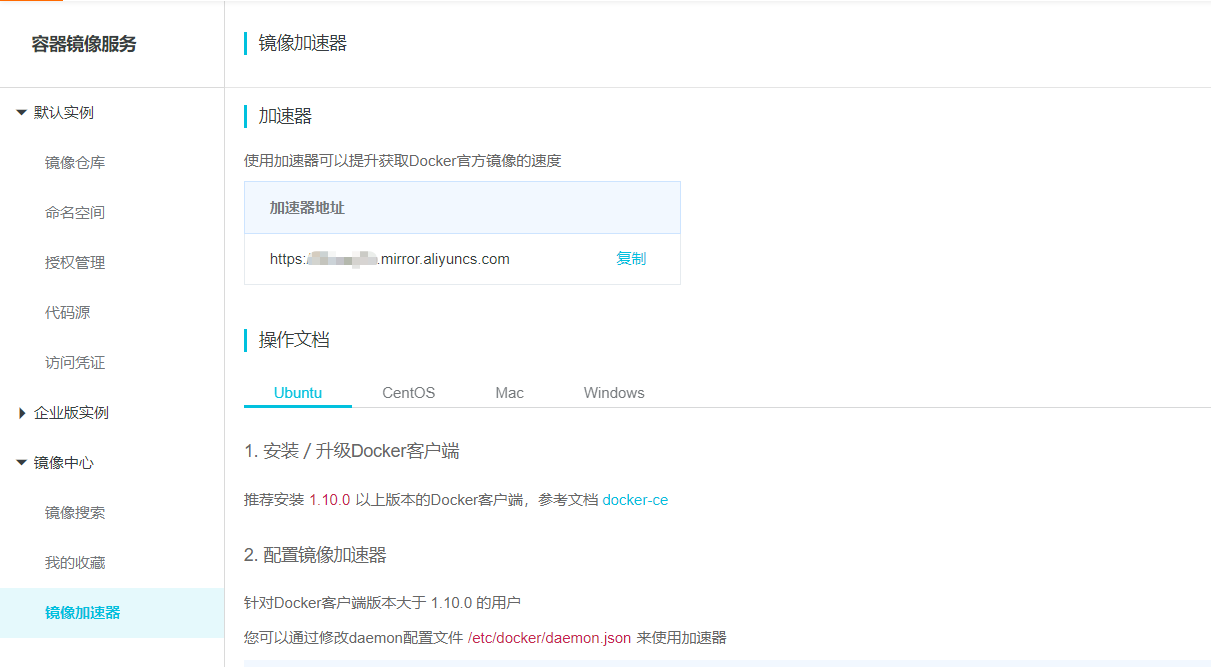 容器镜像服务
默认实例
镜像仓库
命名空间
授权管理
代码源
访问凭证
企业版实例
镜像中心
镜像搜索
我的收藏
镜像加速器
镜像加速器
加速器
使用加速器可以提升获取Docker官方镜像的速度
加速器地址
https:/ .mirror.aliyuncs.com 复制
操作文档
Ubuntu CentOS Mac Windows
1. 安装 / 升级Docker客户端
推荐安装 1.10.0 以上版本的Docker客户端，参考文档 docker-ce
2. 配置镜像加速器
针对Docker客户端版本大于 1.10.0 的用户
您可以通过修改daemon配置文件 /etc/docker/daemon.json 来使用加速器